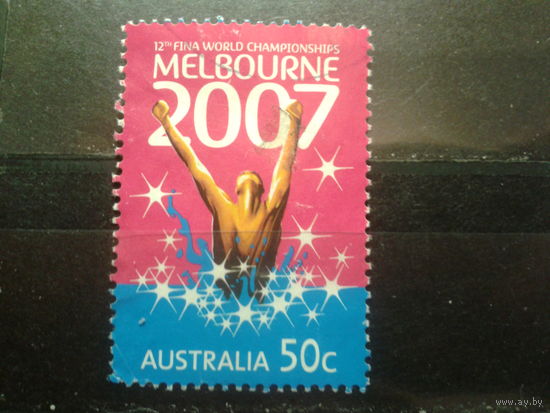 12TH FINA WORLD CHAMPIONSHIPS
MELBOURNE
2007
AUSTRALIA 50c
www.ay.by